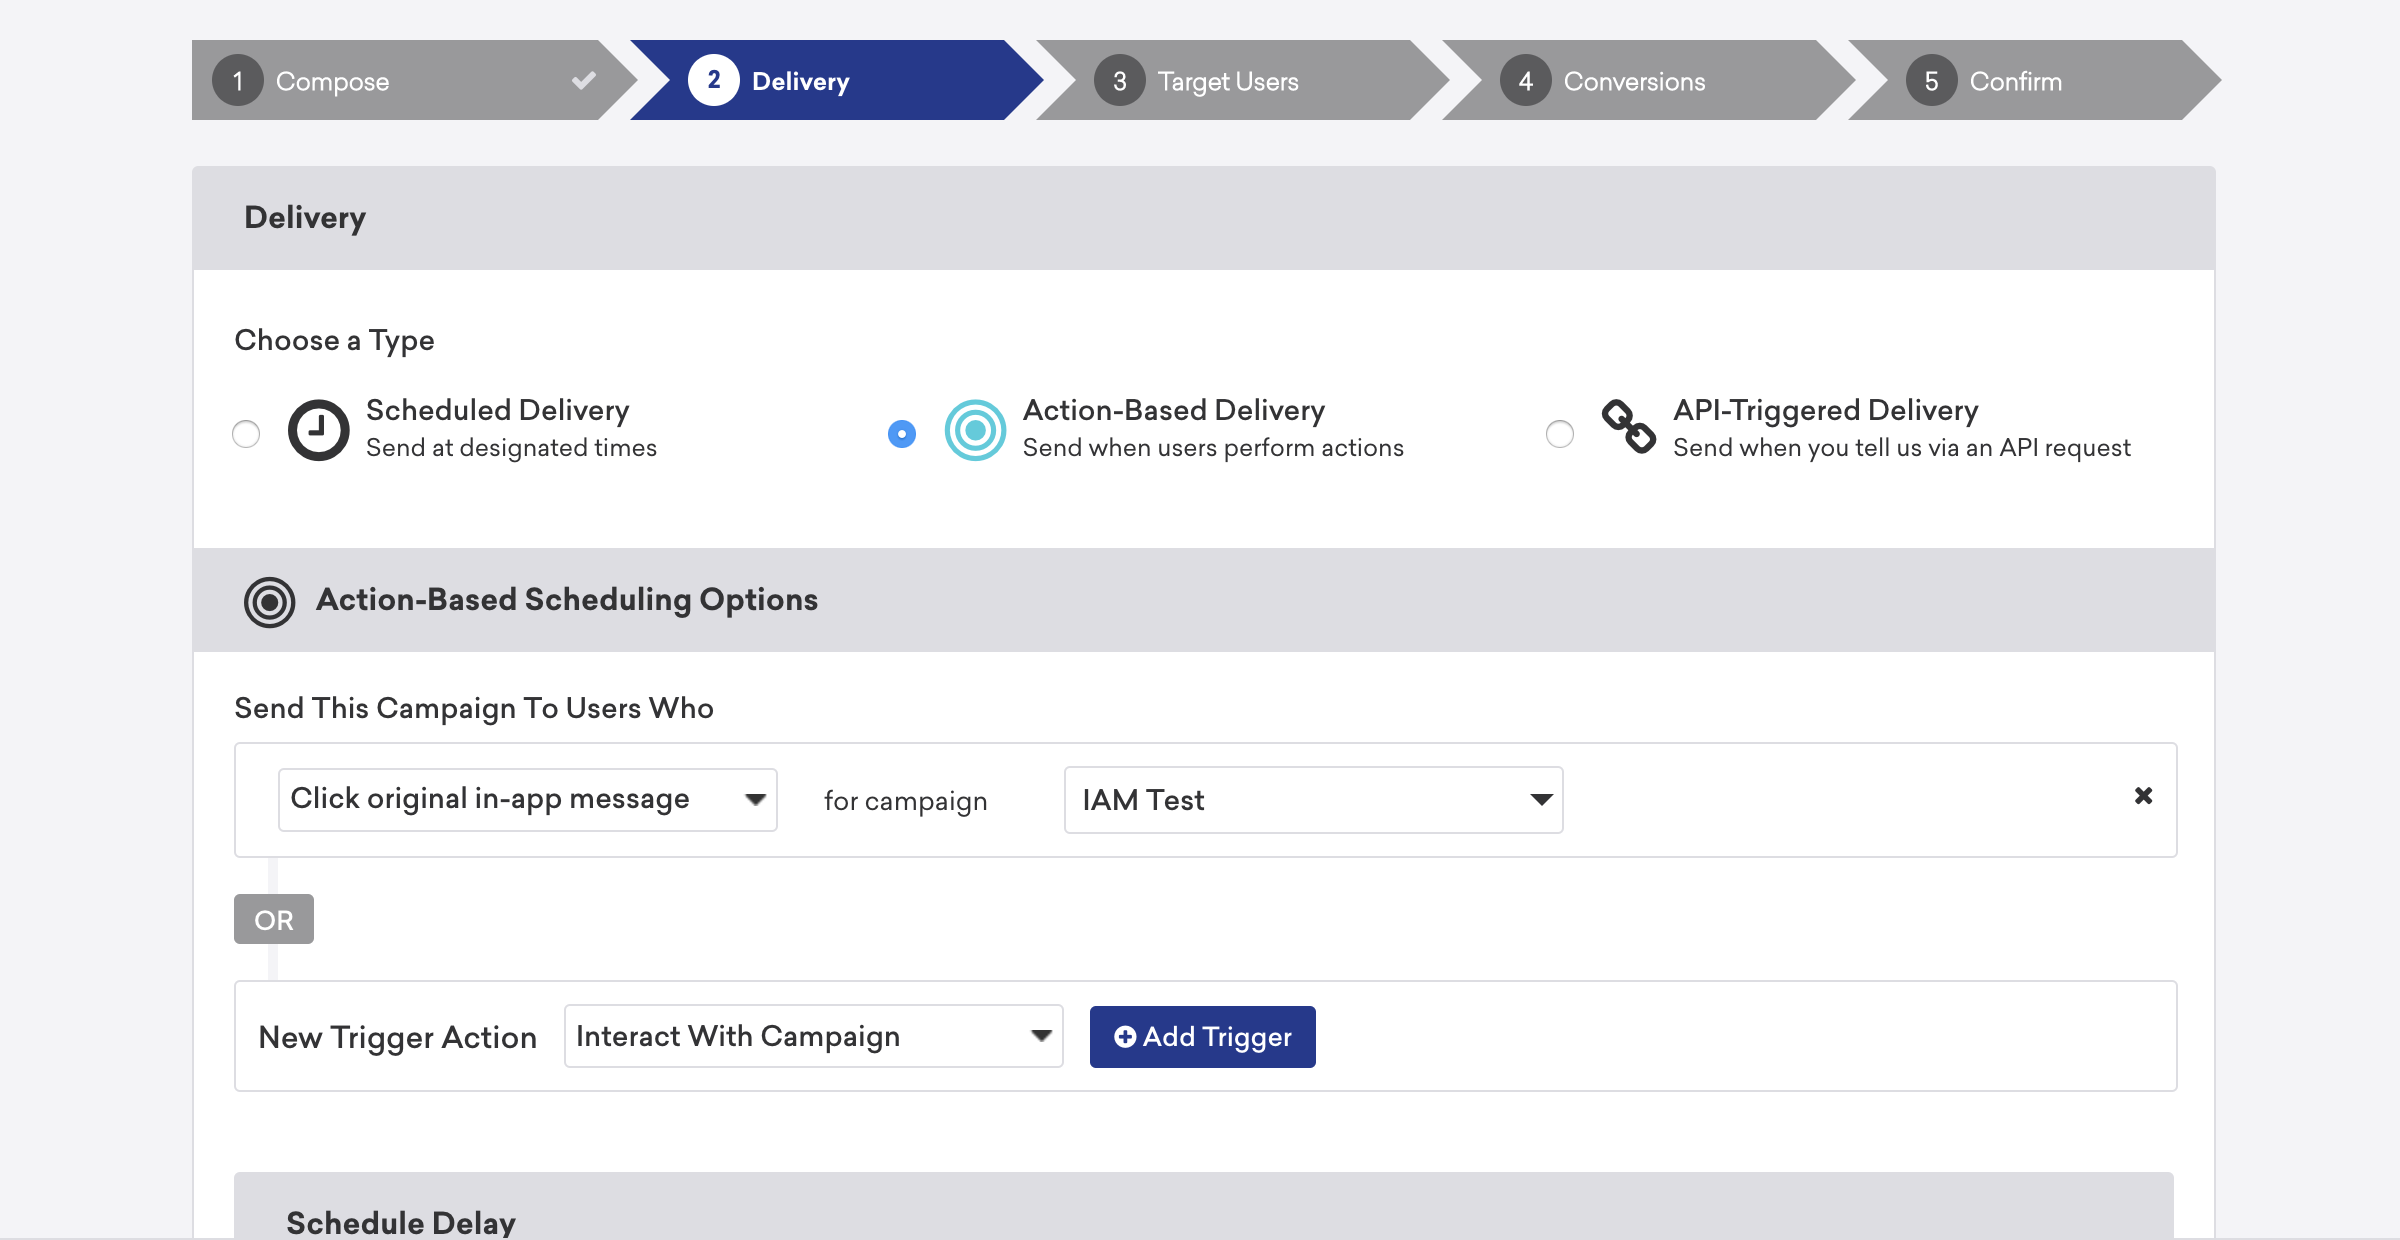 1 Compose 2 Delivery 3 Target Users 4 Conversions 5 Confirm
Delivery
Choose a Type
Scheduled Delivery
Send at designated times
Action-Based Delivery
Send when users perform actions
API-Triggered Delivery
Send when you tell us via an API request
Action-Based Scheduling Options
Send This Campaign To Users Who
Click original in-app message for campaign IAM Test
OR
New Trigger Action Interact With Campaign Add Trigger
Schedule Delay